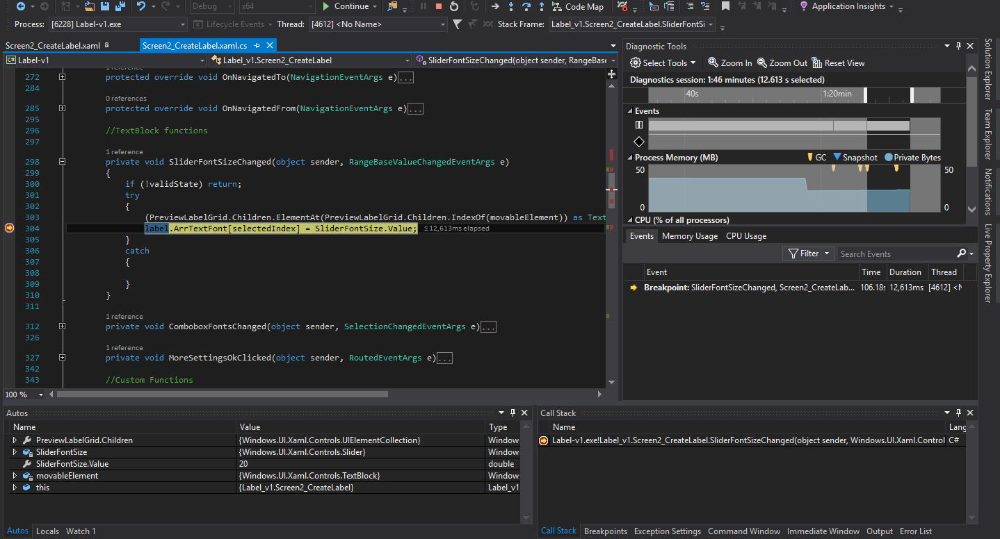 Debug x64 Continue Code Map Application Insights
Process: [6228] Label-v1.exe Lifecycle Events Thread: [4612] <No Name> Stack Frame: Label_v1.Screen2_CreateLabel.SliderFontSi
Screen2_CreateLabel.xaml Screen2_CreateLabel.xaml.cs
C# Label-v1 Label_v1.Screen2_CreateLabel SliderFontSizeChanged(object sender, RangeBase
1 reference
272 protected override void OnNavigatedTo(NavigationEventArgs e)...
284
0 references
285 protected override void OnNavigatedFrom(NavigationEventArgs e)...
295
296 //TextBlock functions
297
1 reference
298 private void SliderFontSizeChanged(object sender, RangeBaseValueChangedEventArgs e)
299 {
300 if (!validState) return;
301 try
302 {
303 (PreviewLabelGrid.Children.ElementAt(PreviewLabelGrid.Children.IndexOf(movableElement)) as Text
304 label.ArrTextFont[selectedIndex] = SliderFontSize.Value; ≤12,613ms elapsed
305 }
306 catch
307 {
308
309 }
310 }
311
1 reference
312 private void ComboboxFontsChanged(object sender, SelectionChangedEventArgs e)...
326
1 reference
327 private void MoreSettingsOkClicked(object sender, RoutedEventArgs e)...
342
343 //Custom Functions
100 %
Diagnostic Tools
Select Tools Zoom In Zoom Out Reset View
Diagnostics session: 1:46 minutes (12.613 s selected)
40s 1:20min
Events
Process Memory (MB) GC Snapshot Private Bytes
50 50
0 0
CPU (% of all processors)
Events Memory Usage CPU Usage
Filter Search Events
Event Time Duration Thread
Breakpoint: SliderFontSizeChanged, Screen2_CreateLab... 106.18s 12,613ms [4612] <N
Solution Explorer
Team Explorer
Notifications
Live Property Explorer
Autos
Name Value Type
PreviewLabelGrid.Children {Windows.UI.Xaml.Controls.UIElementCollection} Window
SliderFontSize {Windows.UI.Xaml.Controls.Slider} Window
SliderFontSize.Value 20 double
movableElement {Windows.UI.Xaml.Controls.TextBlock} Window
this {Label_v1.Screen2_CreateLabel} Label_v1
Autos Locals Watch 1
Call Stack
Name Lang
Label-v1.exe!Label_v1.Screen2_CreateLabel.SliderFontSizeChanged(object sender, Windows.UI.Xaml.Control C#
Call Stack Breakpoints Exception Settings Command Window Immediate Window Output Error List